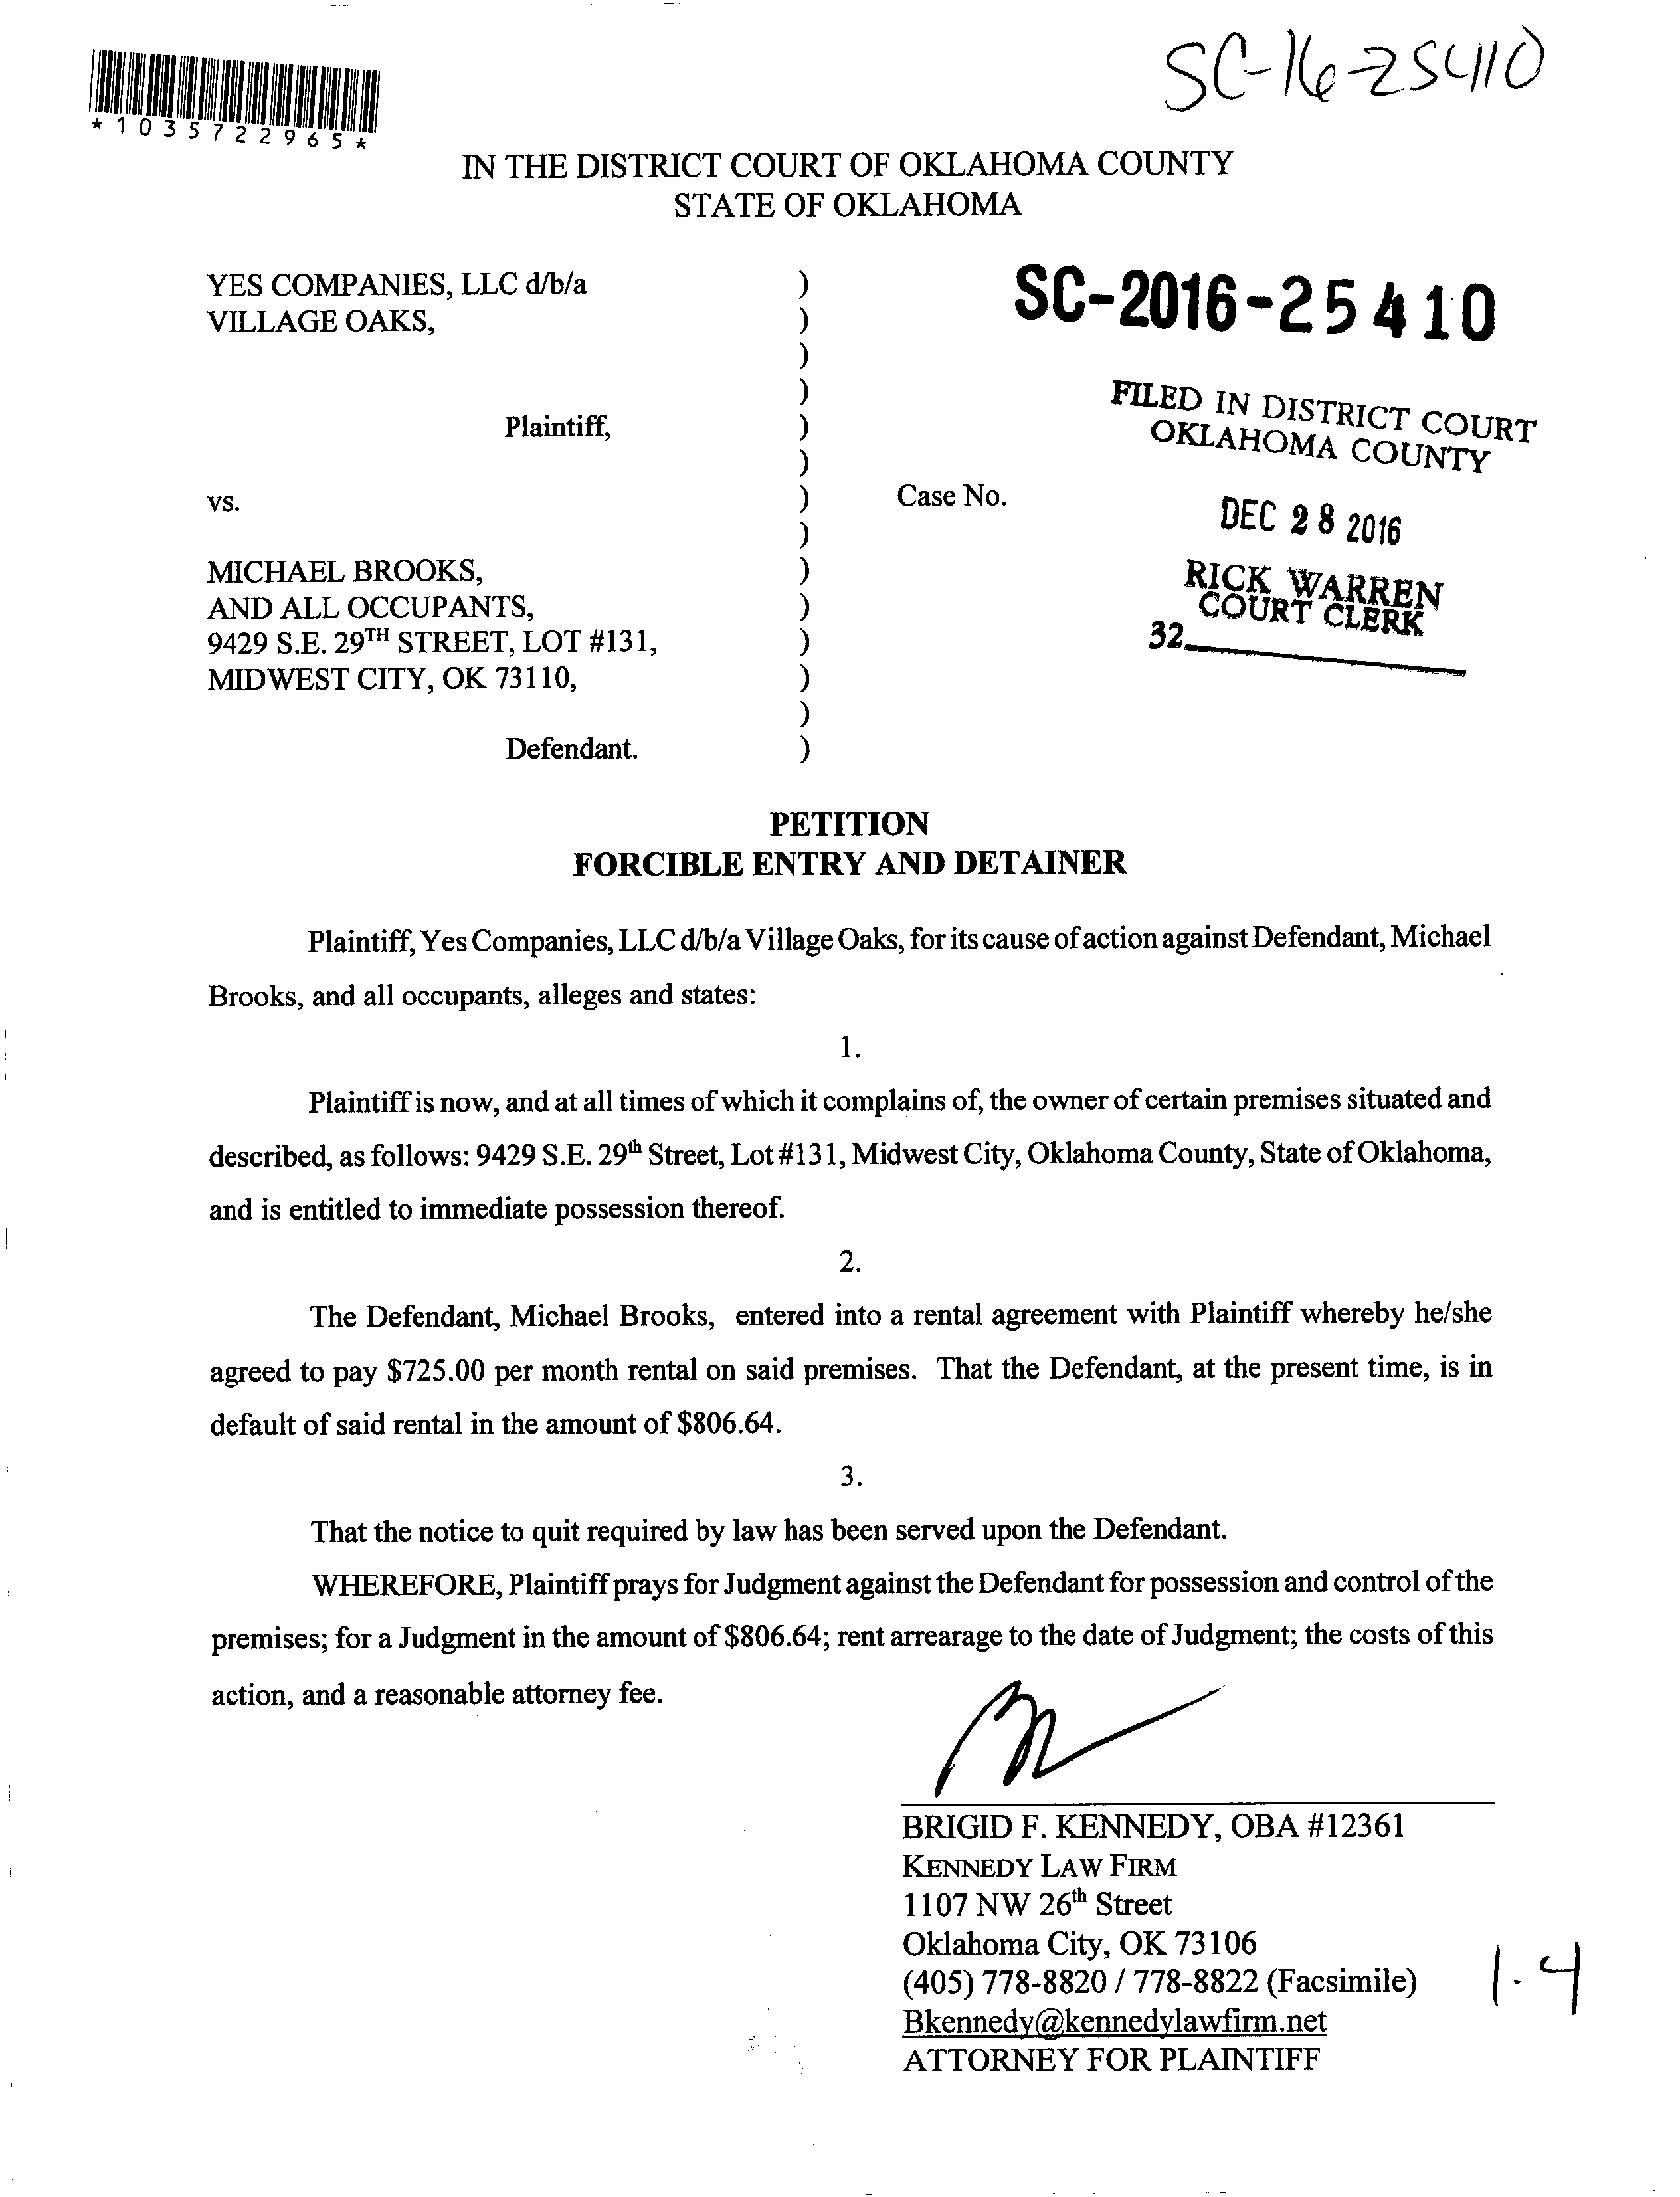 SC-16-25410
*1035722965*
IN THE DISTRICT COURT OF OKLAHOMA COUNTY
STATE OF OKLAHOMA
YES COMPANIES, LLC d/b/a )
VILLAGE OAKS, )
)
)
Plaintiff, )
)
vs. )
)
MICHAEL BROOKS, )
AND ALL OCCUPANTS, )
9429 S.E. 29TH STREET, LOT #131, )
MIDWEST CITY, OK 73110, )
)
Defendant. )
SC-2016-25410
FILED IN DISTRICT COURT
OKLAHOMA COUNTY
Case No.
DEC 28 2016
RICK WARREN
COURT CLERK
32
PETITION
FORCIBLE ENTRY AND DETAINER
Plaintiff, Yes Companies, LLC d/b/a Village Oaks, for its cause of action against Defendant, Michael
Brooks, and all occupants, alleges and states:
1.
Plaintiff is now, and at all times of which it complains of, the owner of certain premises situated and
described, as follows: 9429 S.E. 29th Street, Lot #131, Midwest City, Oklahoma County, State of Oklahoma,
and is entitled to immediate possession thereof.
2.
The Defendant, Michael Brooks, entered into a rental agreement with Plaintiff whereby he/she
agreed to pay $725.00 per month rental on said premises. That the Defendant, at the present time, is in
default of said rental in the amount of $806.64.
3.
That the notice to quit required by law has been served upon the Defendant.
WHEREFORE, Plaintiff prays for Judgment against the Defendant for possession and control of the
premises; for a Judgment in the amount of $806.64; rent arrearage to the date of Judgment; the costs of this
action, and a reasonable attorney fee.
BRIGID F. KENNEDY, OBA #12361
KENNEDY LAW FIRM
1107 NW 26th Street
Oklahoma City, OK 73106
(405) 778-8820 / 778-8822 (Facsimile)
Bkennedy@kennedylawfirm.net
ATTORNEY FOR PLAINTIFF
1.4